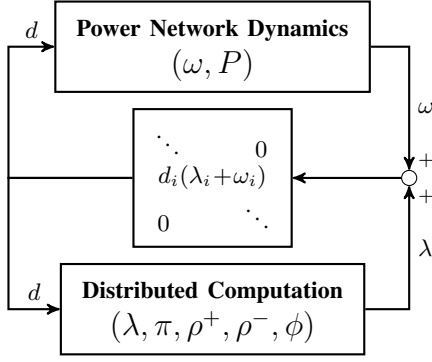 Power Network Dynamics
(ω, P)
d
ω
⋱ 0
d_i(λ_i+ω_i)
0 ⋱
+
+
λ
d
Distributed Computation
(λ, π, ρ⁺, ρ⁻, ϕ)